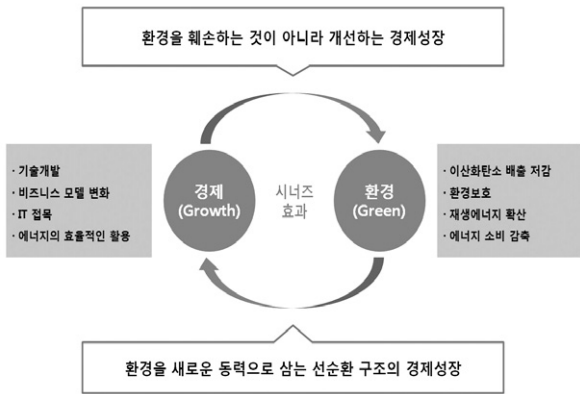 환경을 훼손하는 것이 아니라 개선하는 경제성장
· 기술개발
· 비즈니스 모델 변화
· IT 접목
· 에너지의 효율적인 활용
경제
(Growth)
시너즈
효과
환경
(Green)
· 이산화탄소 배출 저감
· 환경보호
· 재생에너지 확산
· 에너지 소비 감축
환경을 새로운 동력으로 삼는 선순환 구조의 경제성장